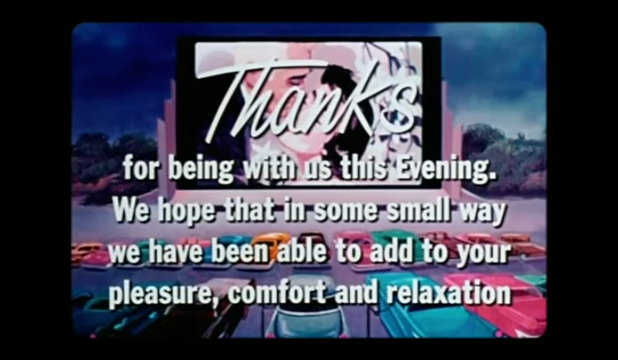 Thanks
for being with us this Evening.
We hope that in some small way
we have been able to add to your
pleasure, comfort and relaxation